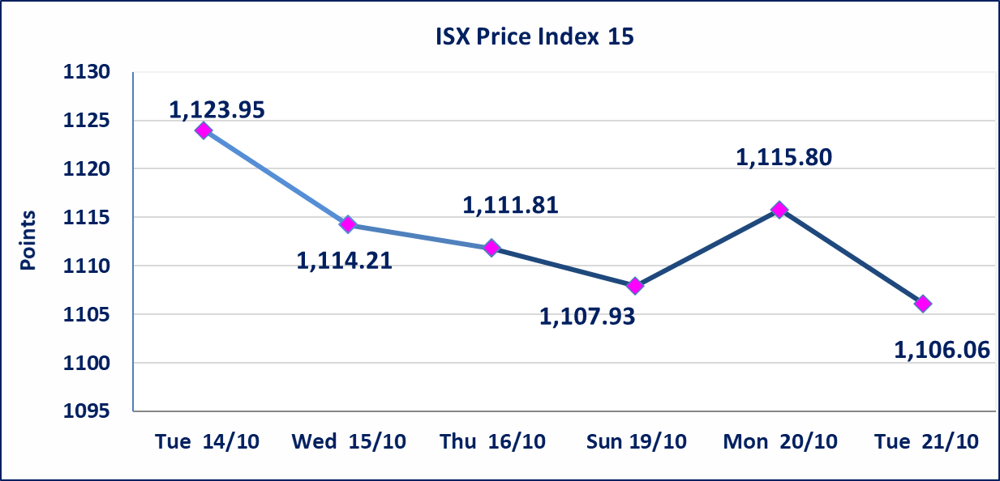 ISX Price Index 15
1130
1125
1120
1115
1110
1105
1100
1095
Points
1,123.95
1,114.21
1,111.81
1,107.93
1,115.80
1,106.06
Tue 14/10
Wed 15/10
Thu 16/10
Sun 19/10
Mon 20/10
Tue 21/10